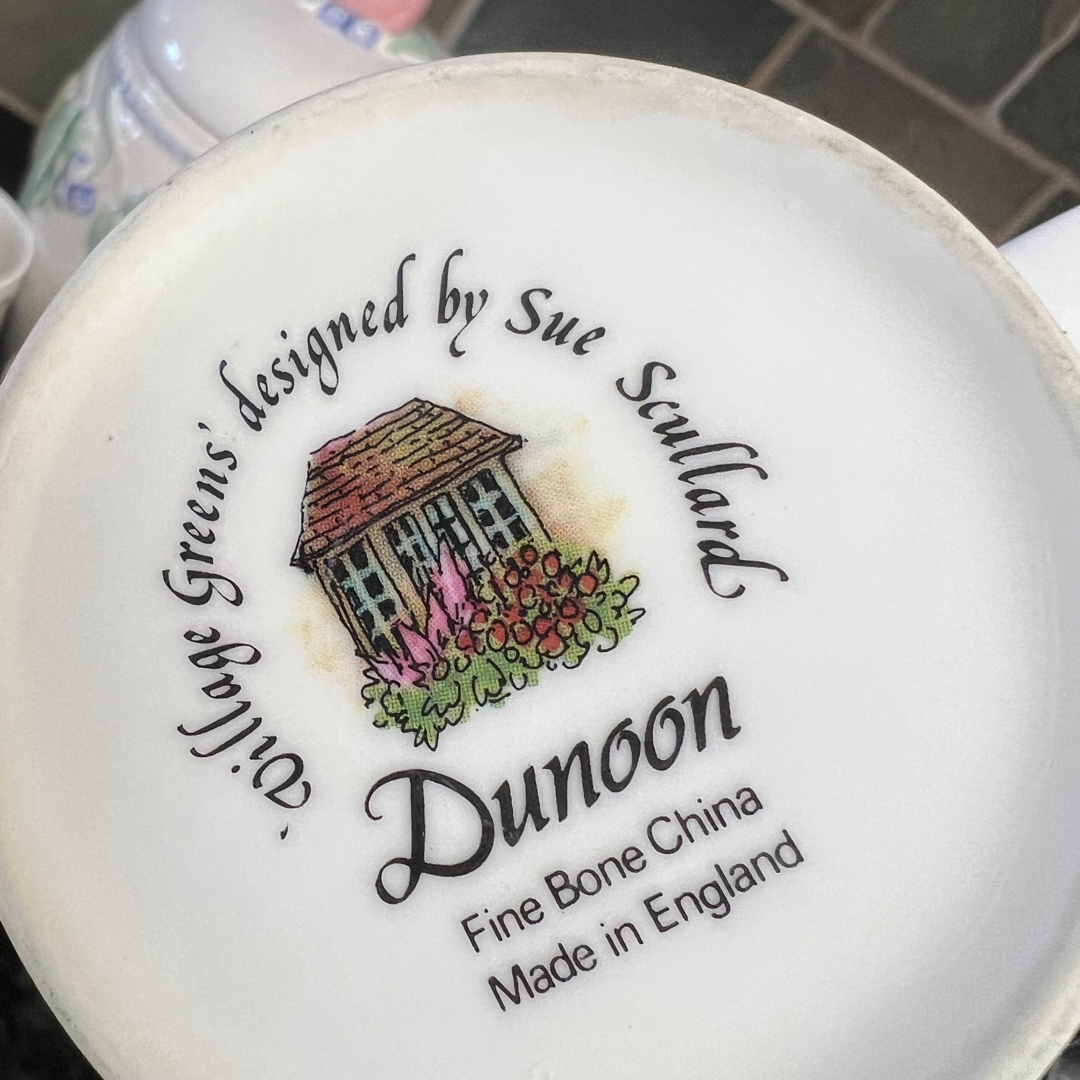 'Village Greens' designed by Sue Scullard
Dunoon
Fine Bone China
Made in England